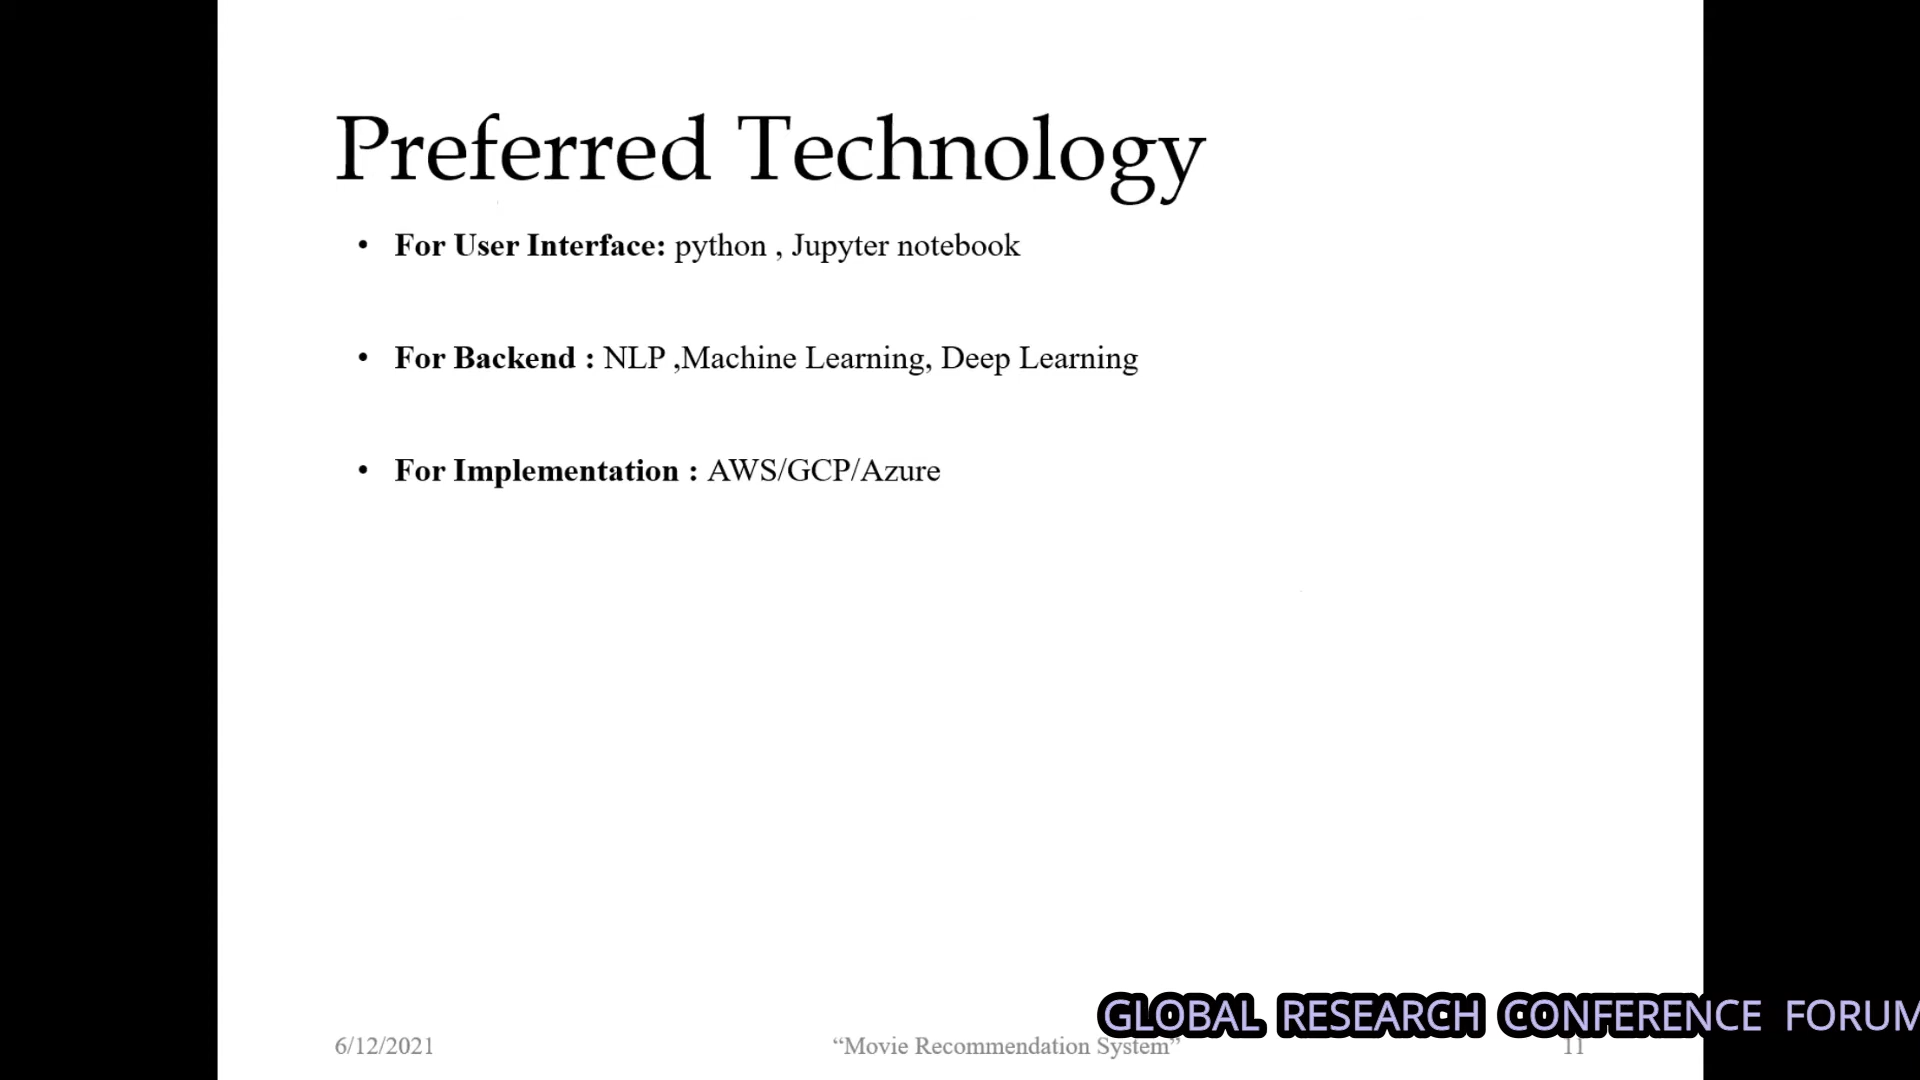 Preferred Technology
• For User Interface: python , Jupyter notebook
• For Backend : NLP ,Machine Learning, Deep Learning
• For Implementation : AWS/GCP/Azure
GLOBAL RESEARCH CONFERENCE FORUM
6/12/2021
“Movie Recommendation System”
11